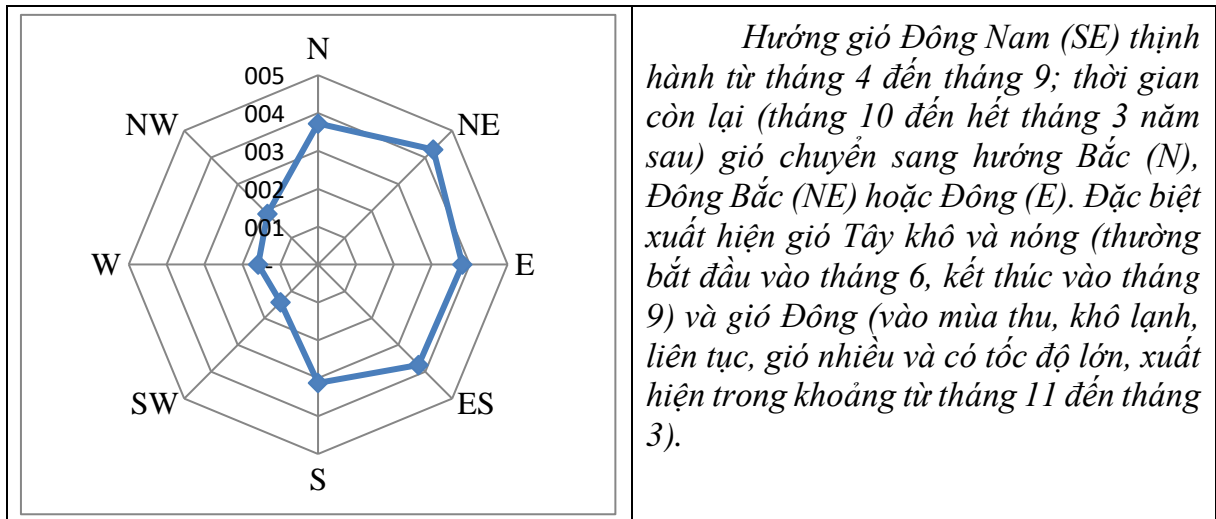 N
005
004
003
002
001
-
NW
NE
W
E
SW
ES
S
Hướng gió Đông Nam (SE) thịnh
hành từ tháng 4 đến tháng 9; thời gian
còn lại (tháng 10 đến hết tháng 3 năm
sau) gió chuyển sang hướng Bắc (N),
Đông Bắc (NE) hoặc Đông (E). Đặc biệt
xuất hiện gió Tây khô và nóng (thường
bắt đầu vào tháng 6, kết thúc vào tháng
9) và gió Đông (vào mùa thu, khô lạnh,
liên tục, gió nhiều và có tốc độ lớn, xuất
hiện trong khoảng từ tháng 11 đến tháng
3).